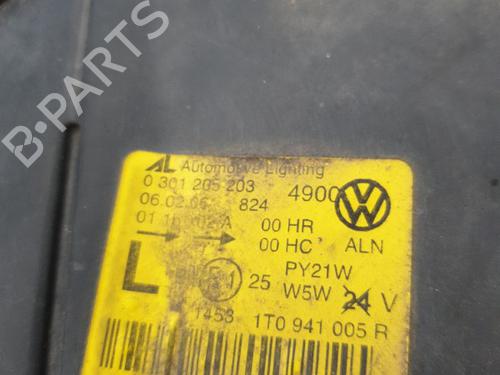 B-PARTS
AL Automotive Lighting
0 301 205 203
4900
06.02.06
824
00 HR
00 HC
ALN
L
E1
25
PY21W
W5W 24 V
1453
1T0 941 005 R